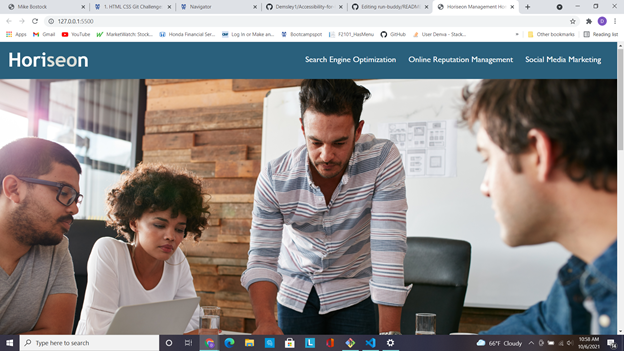 Mike Bostock
1. HTML CSS Git Challenge
Navigator
Demsley1/Accessibility-for
Editing run-buddy/README
Horiseon Management Ho
127.0.0.1:5500
Apps
Gmail
YouTube
MarketWatch: Stock...
Honda Financial Ser...
Log In or Make an...
Bootcampspot
F2101_HasMenu
GitHub
User Deniva - Stack...
Other bookmarks
Reading list
Horiseon
Search Engine Optimization
Online Reputation Management
Social Media Marketing
Type here to search
66°F Cloudy
10:58 AM
10/6/2021